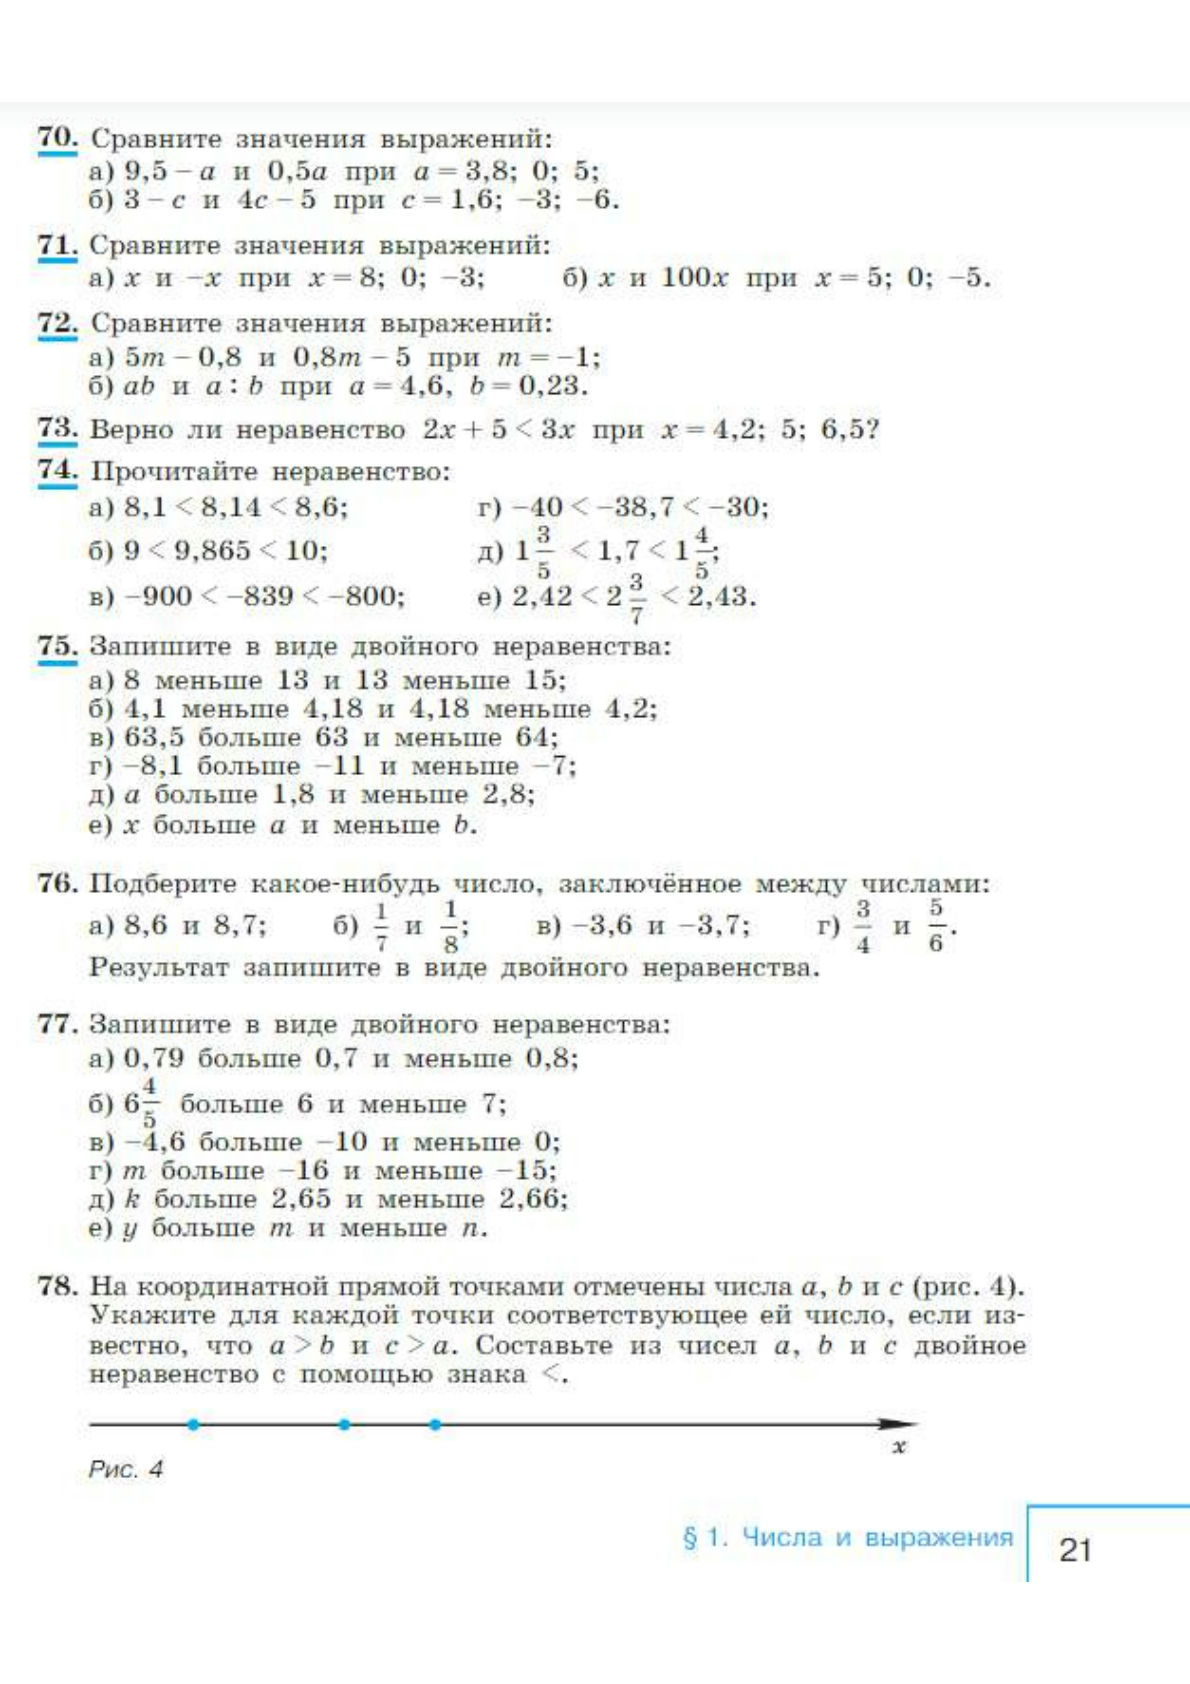 70. Сравните значения выражений:
а) 9,5 – a и 0,5a при a = 3,8; 0; 5;
б) 3 – c и 4c – 5 при c = 1,6; –3; –6.
71. Сравните значения выражений:
а) x и –x при x = 8; 0; –3; б) x и 100x при x = 5; 0; –5.
72. Сравните значения выражений:
а) 5m – 0,8 и 0,8m – 5 при m = –1;
б) ab и a : b при a = 4,6, b = 0,23.
73. Верно ли неравенство 2x + 5 < 3x при x = 4,2; 5; 6,5?
74. Прочитайте неравенство:
а) 8,1 < 8,14 < 8,6; г) –40 < –38,7 < –30;
б) 9 < 9,865 < 10; д) 1 3/5 < 1,7 < 1 4/5;
в) –900 < –839 < –800; е) 2,42 < 2 3/7 < 2,43.
75. Запишите в виде двойного неравенства:
а) 8 меньше 13 и 13 меньше 15;
б) 4,1 меньше 4,18 и 4,18 меньше 4,2;
в) 63,5 больше 63 и меньше 64;
г) –8,1 больше –11 и меньше –7;
д) a больше 1,8 и меньше 2,8;
е) x больше a и меньше b.
76. Подберите какое-нибудь число, заключённое между числами:
а) 8,6 и 8,7; б) 1/7 и 1/8; в) –3,6 и –3,7; г) 3/4 и 5/6.
Результат запишите в виде двойного неравенства.
77. Запишите в виде двойного неравенства:
а) 0,79 больше 0,7 и меньше 0,8;
б) 6 4/5 больше 6 и меньше 7;
в) –4,6 больше –10 и меньше 0;
г) m больше –16 и меньше –15;
д) k больше 2,65 и меньше 2,66;
е) y больше m и меньше n.
78. На координатной прямой точками отмечены числа a, b и c (рис. 4).
Укажите для каждой точки соответствующее ей число, если из-
вестно, что a > b и c > a. Составьте из чисел a, b и c двойное
неравенство с помощью знака <.
x
Рис. 4
§ 1. Числа и выражения
21